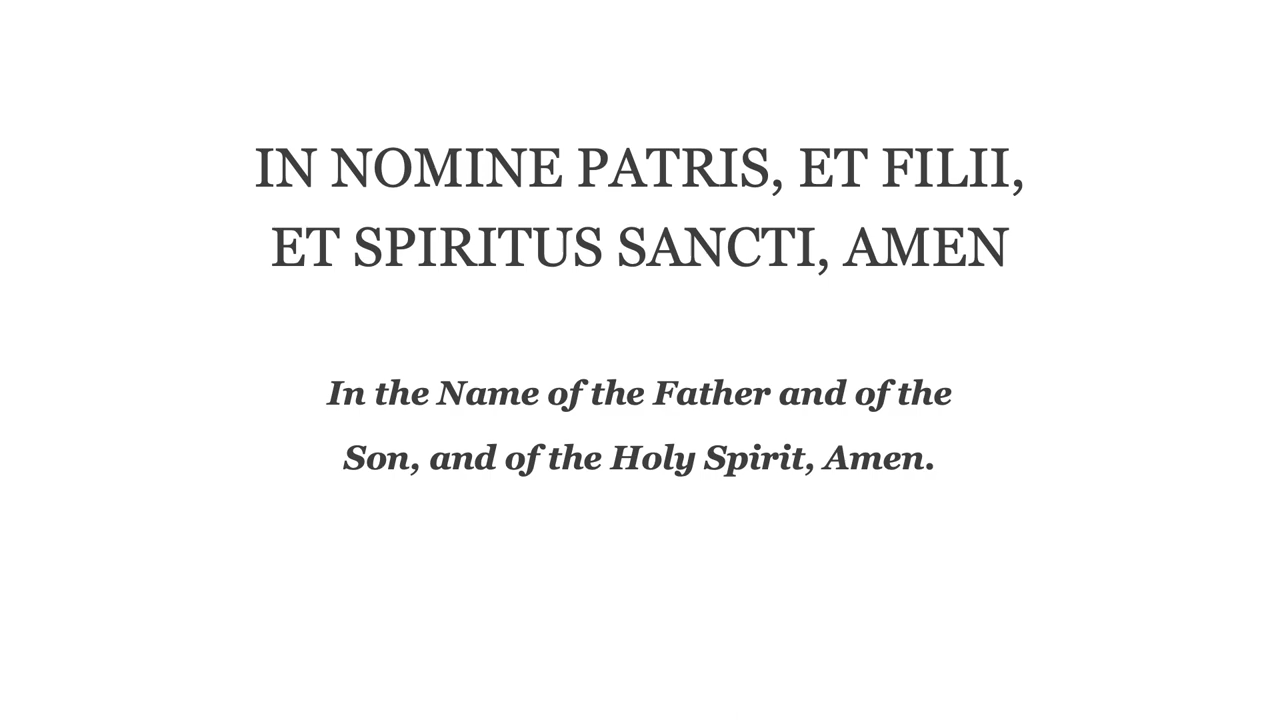 IN NOMINE PATRIS, ET FILII,
ET SPIRITUS SANCTI, AMEN
In the Name of the Father and of the
Son, and of the Holy Spirit, Amen.